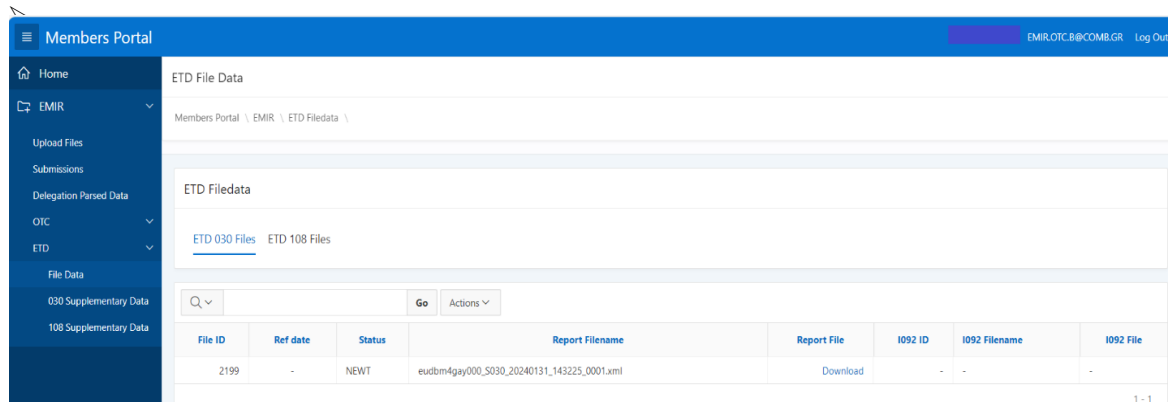 Members Portal EMIR.OTC.B@COMB.GR Log Out
Home
ETD File Data
EMIR
Members Portal \ EMIR \ ETD Filedata \
Upload Files
Submissions
Delegation Parsed Data
ETD Filedata
OTC
ETD
ETD 030 Files ETD 108 Files
File Data
030 Supplementary Data
Go Actions
108 Supplementary Data
File ID Ref date Status Report Filename Report File I092 ID I092 Filename I092 File
2199 - NEWT eudbm4gay000_S030_20240131_143225_0001.xml Download - - -
1 - 1